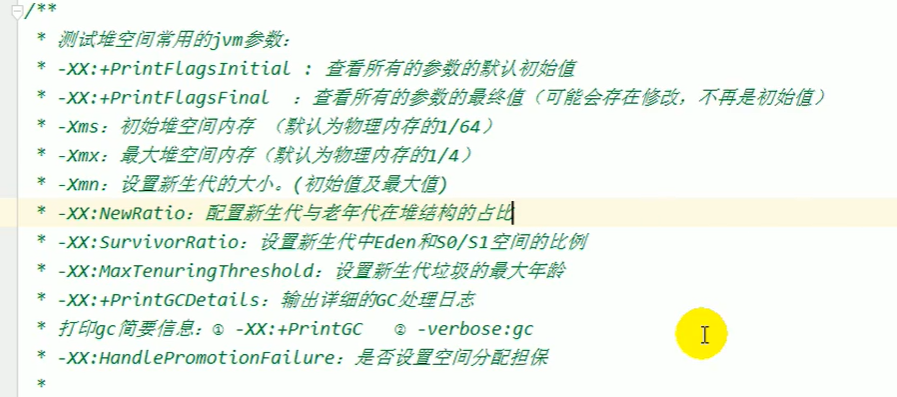 /**
* 测试堆空间常用的jvm参数：
* -XX:+PrintFlagsInitial : 查看所有的参数的默认初始值
* -XX:+PrintFlagsFinal ：查看所有的参数的最终值（可能会存在修改，不再是初始值）
* -Xms：初始堆空间内存 （默认为物理内存的1/64）
* -Xmx：最大堆空间内存（默认为物理内存的1/4）
* -Xmn：设置新生代的大小。(初始值及最大值)
* -XX:NewRatio：配置新生代与老年代在堆结构的占比
* -XX:SurvivorRatio：设置新生代中Eden和S0/S1空间的比例
* -XX:MaxTenuringThreshold：设置新生代垃圾的最大年龄
* -XX:+PrintGCDetails：输出详细的GC处理日志
* 打印gc简要信息：① -XX:+PrintGC ② -verbose:gc
* -XX:HandlePromotionFailure：是否设置空间分配担保
*